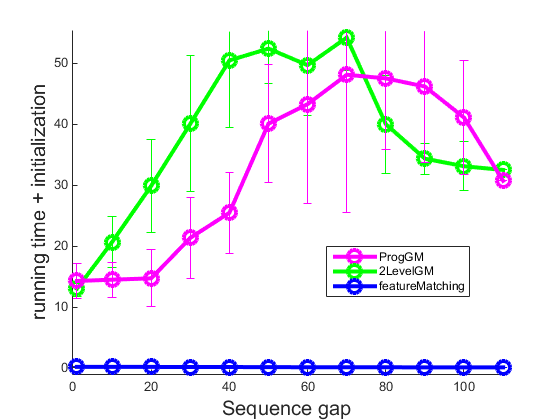 running time + initialization
50
40
30
20
10
0
0 20 40 60 80 100
Sequence gap
ProgGM
2LevelGM
featureMatching